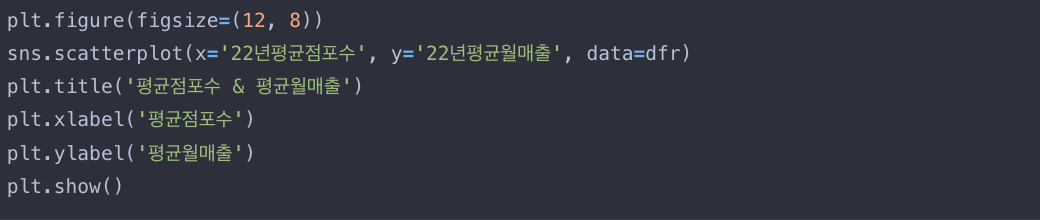 plt.figure(figsize=(12, 8))
sns.scatterplot(x='22년평균점포수', y='22년평균월매출', data=dfr)
plt.title('평균점포수 & 평균월매출')
plt.xlabel('평균점포수')
plt.ylabel('평균월매출')
plt.show()